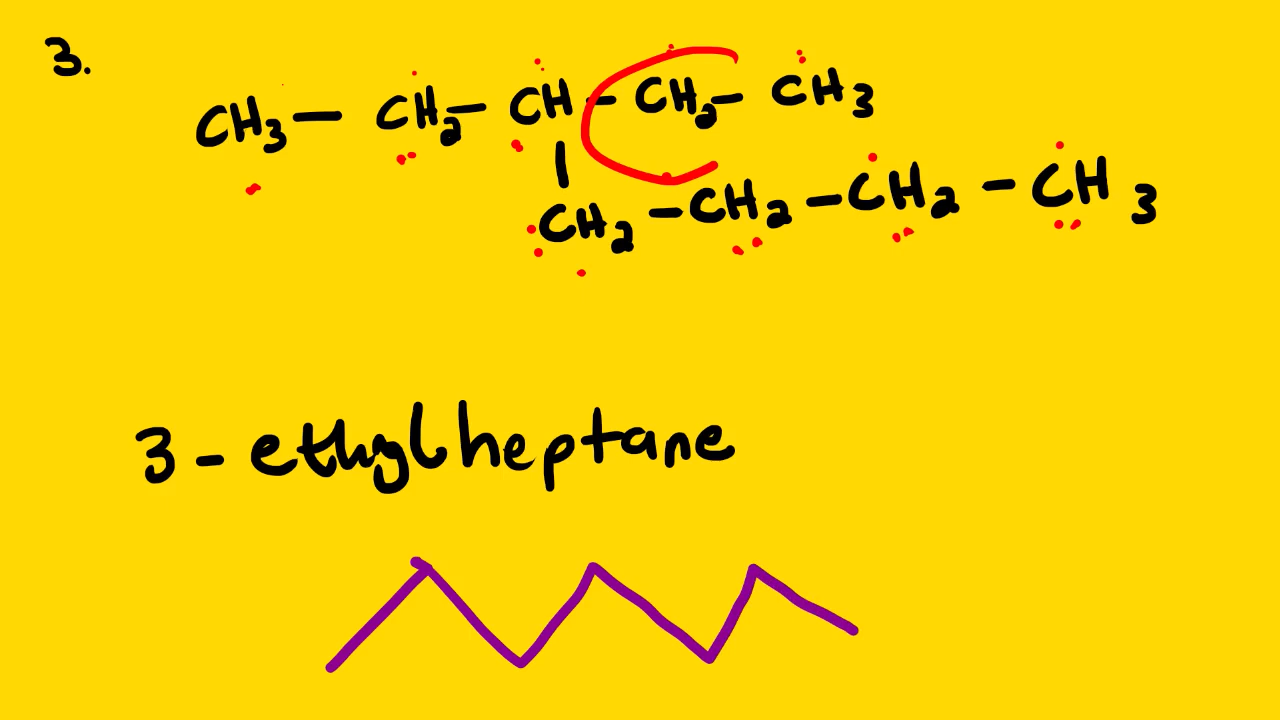 3.
CH3 — CH2 — CH — CH2 — CH3
|
CH2 — CH2 — CH2 — CH3
3 - ethylheptane